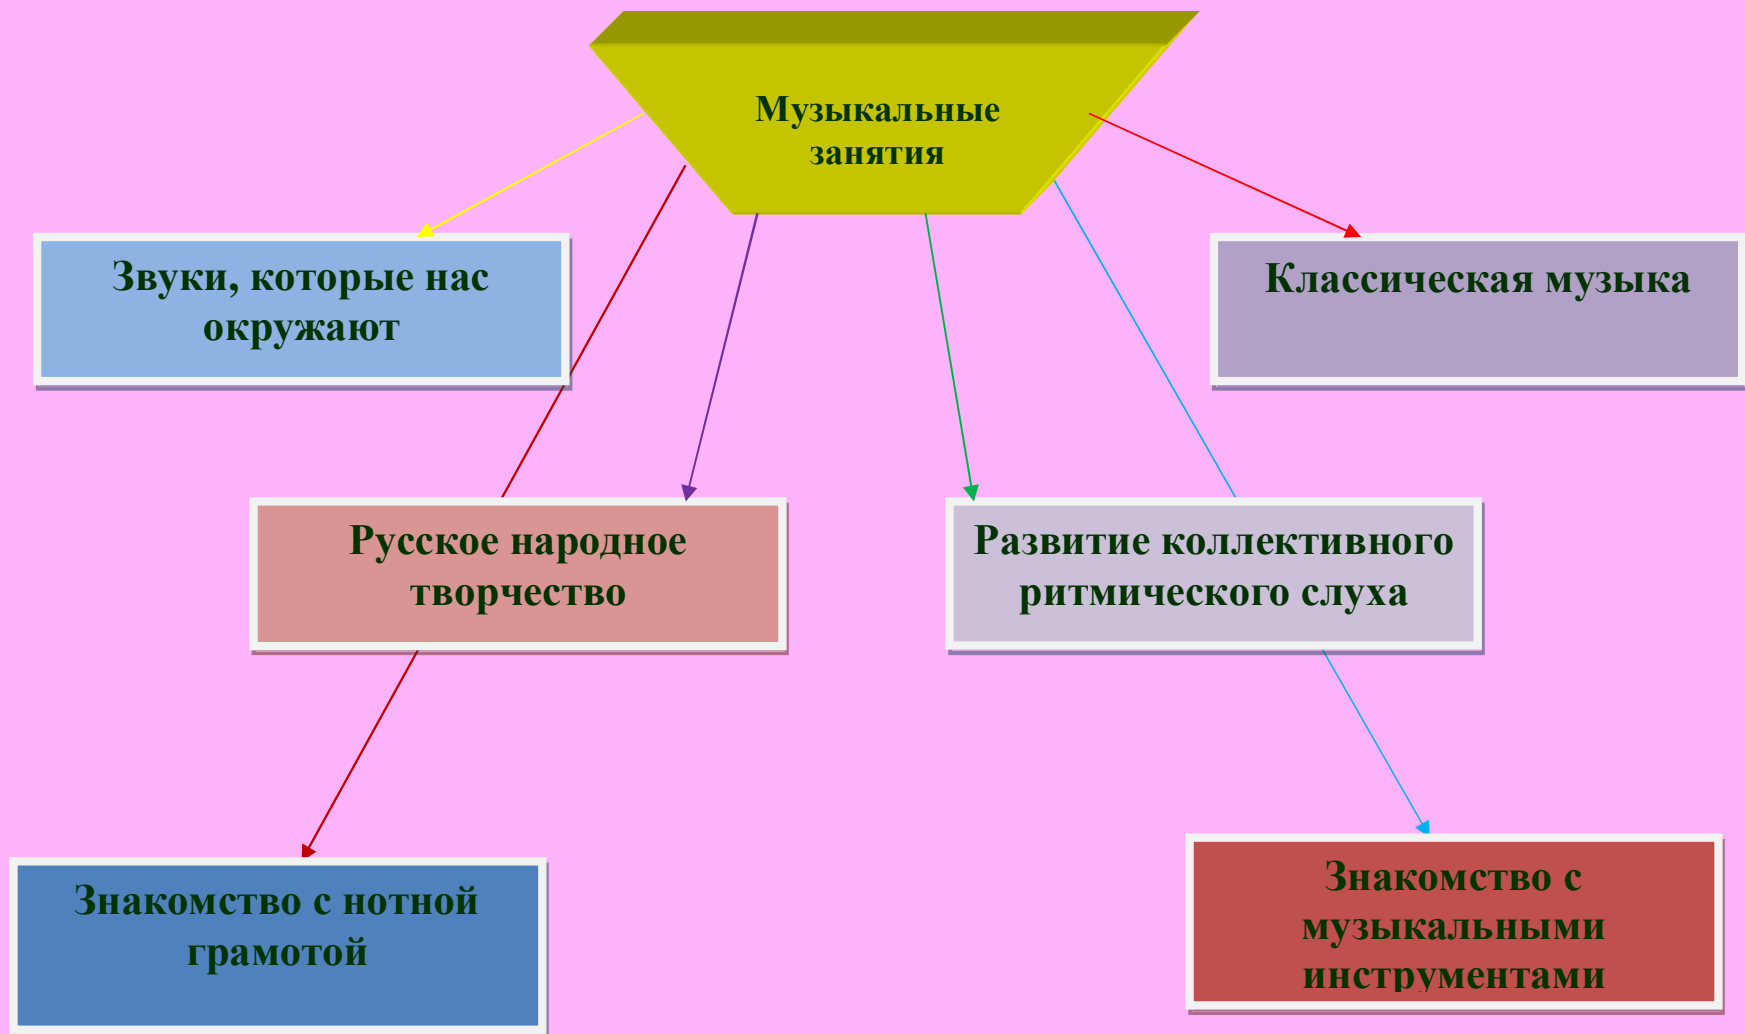 Музыкальные
занятия
Звуки, которые нас
окружают
Классическая музыка
Русское народное
творчество
Развитие коллективного
ритмического слуха
Знакомство с нотной
грамотой
Знакомство с
музыкальными
инструментами